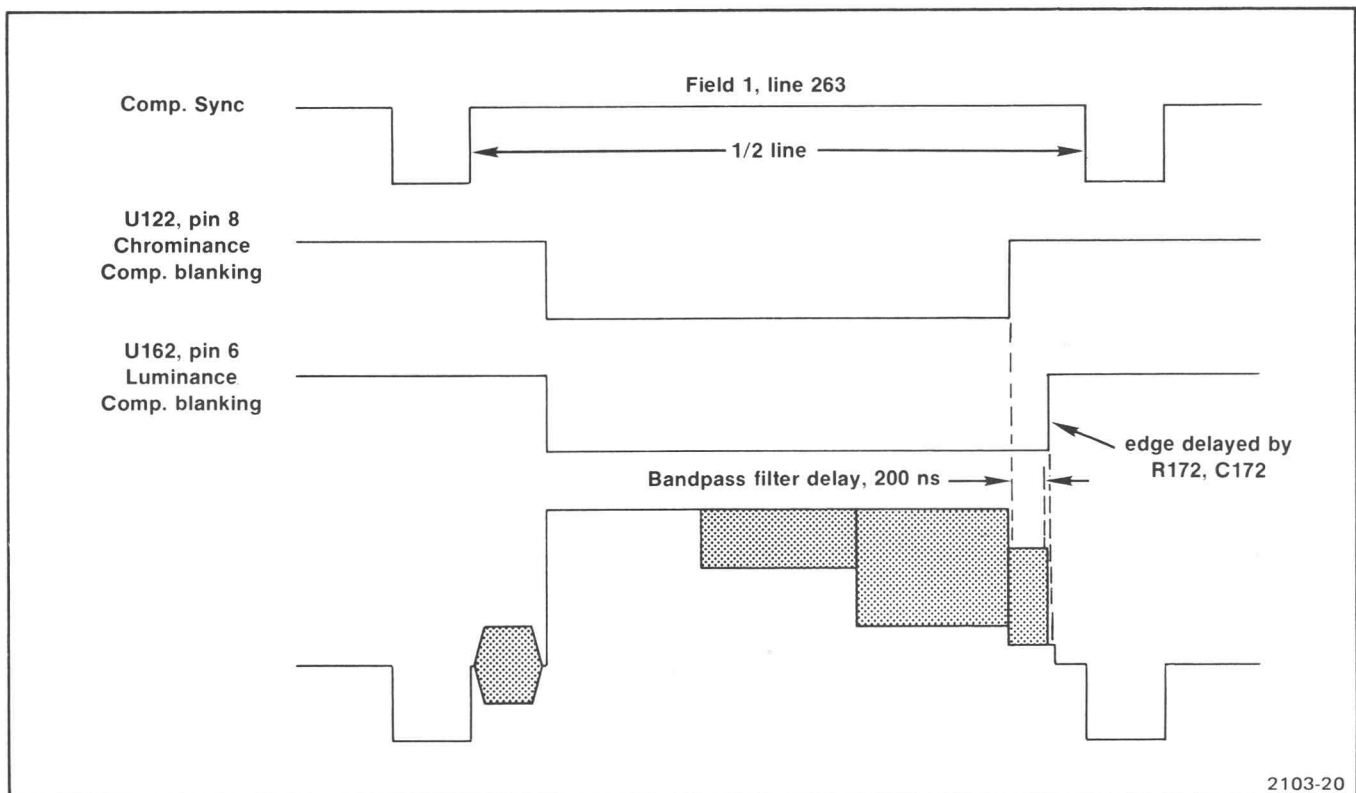 Field 1, line 263
Comp. Sync
1/2 line
U122, pin 8
Chrominance
Comp. blanking
U162, pin 6
Luminance
Comp. blanking
edge delayed by
R172, C172
Bandpass filter delay, 200 ns
2103-20